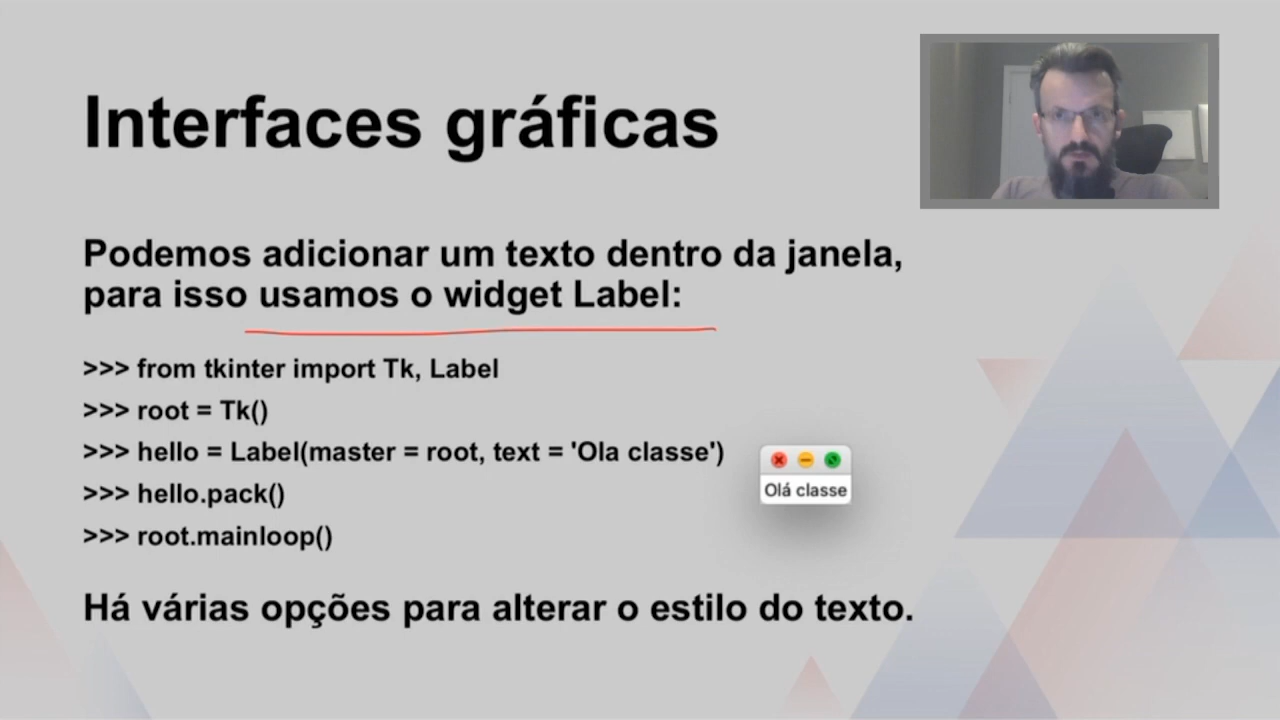 Interfaces gráficas
Podemos adicionar um texto dentro da janela,
para isso usamos o widget Label:
>>> from tkinter import Tk, Label
>>> root = Tk()
>>> hello = Label(master = root, text = 'Ola classe')
>>> hello.pack()
>>> root.mainloop()
Olá classe
Há várias opções para alterar o estilo do texto.